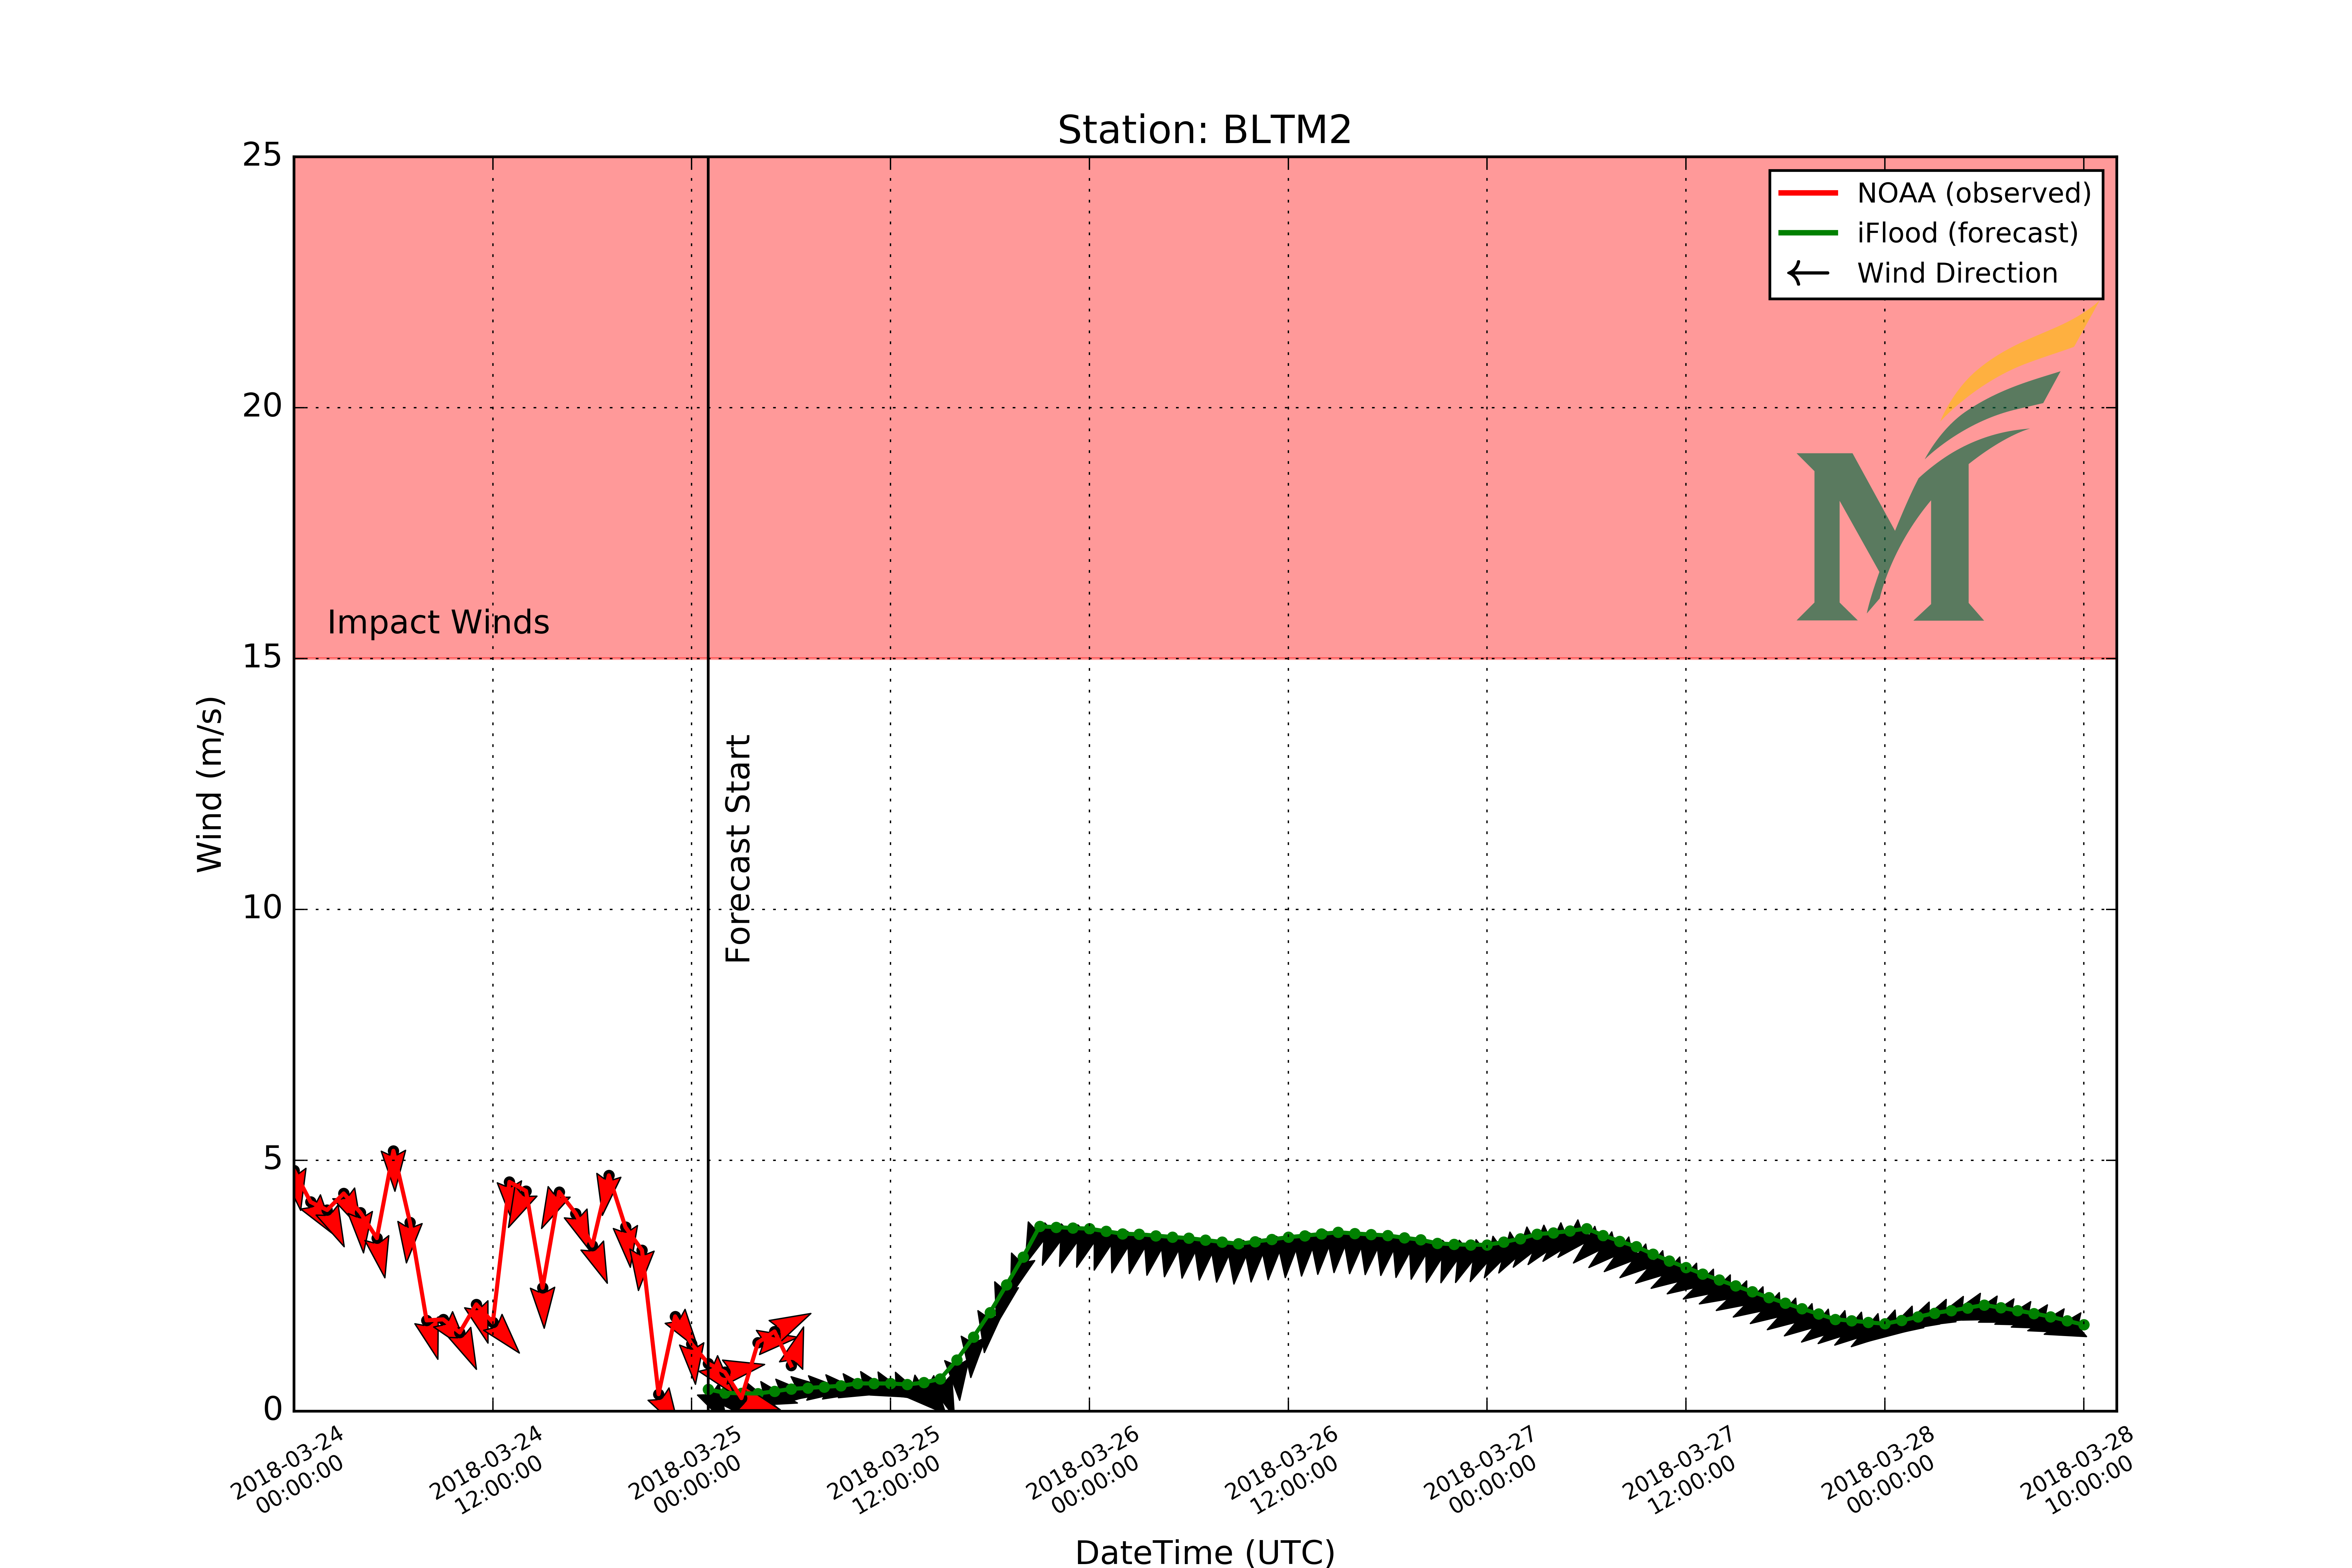 Station: BLTM2
25
20
15
10
5
0
Wind (m/s)
NOAA (observed)
iFlood (forecast)
Wind Direction
M
Impact Winds
Forecast Start
2018-03-24
00:00:00
2018-03-24
12:00:00
2018-03-25
00:00:00
2018-03-25
12:00:00
2018-03-26
00:00:00
2018-03-26
12:00:00
2018-03-27
00:00:00
2018-03-27
12:00:00
2018-03-28
00:00:00
2018-03-28
10:00:00
DateTime (UTC)